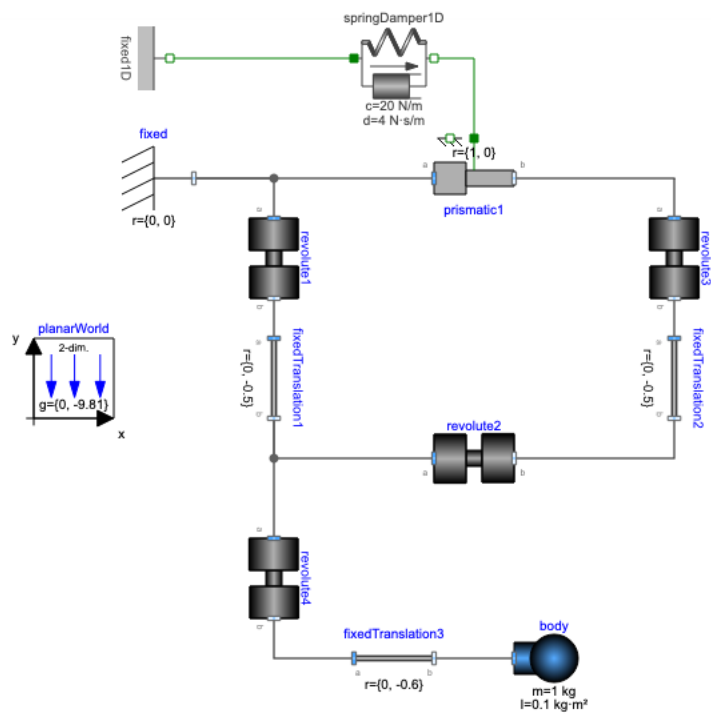 springDamper1D
fixed1D
c=20 N/m
d=4 N·s/m
fixed
r={1, 0}
a
b
prismatic1
r={0, 0}
a
revolute1
b
a
revolute3
b
planarWorld
y
2-dim.
g={0, -9.81}
x
a
fixedTranslation1
r={0, -0.5}
b
a
fixedTranslation2
r={0, -0.5}
b
revolute2
a
b
a
revolute4
b
fixedTranslation3
a
b
r={0, -0.6}
body
m=1 kg
I=0.1 kg·m²